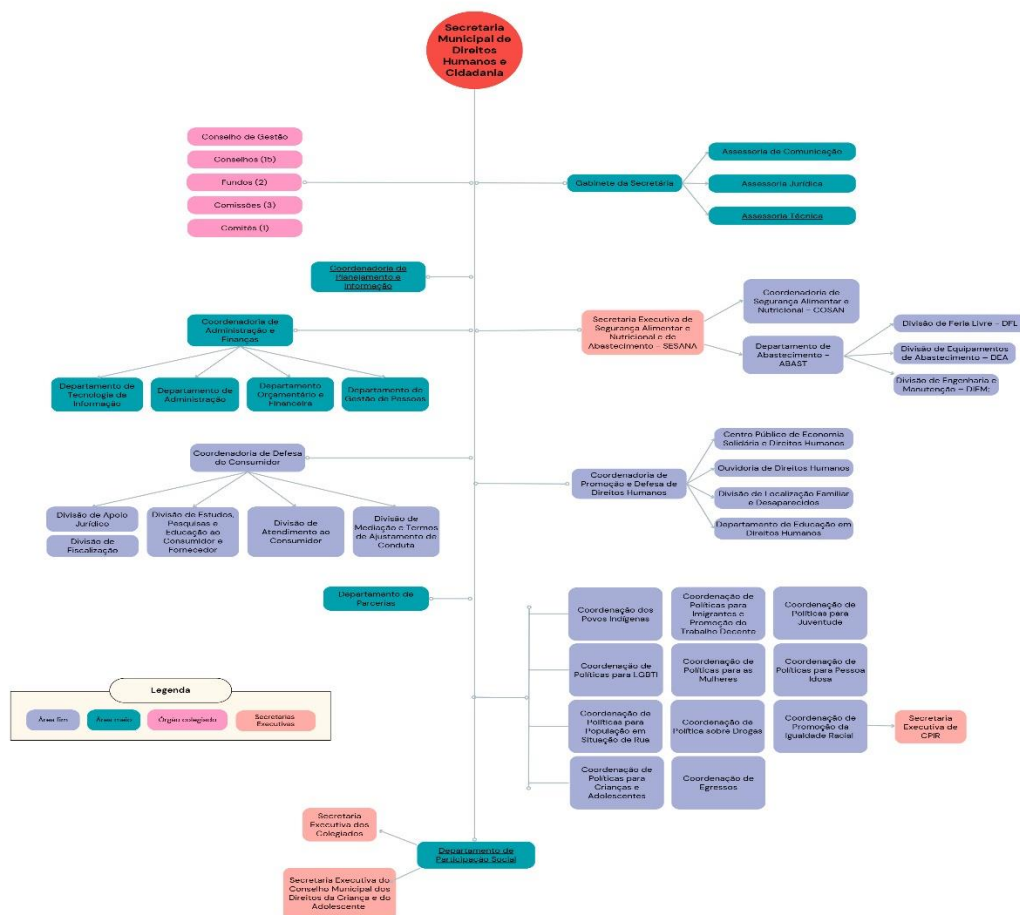 Secretaria
Municipal de
Direitos
Humanos e
Cidadania
Conselho de Gestão
Conselhos (15)
Fundos (2)
Comissões (3)
Comitês (1)
Gabinete da Secretária
Assessoria de Comunicação
Assessoria Jurídica
Assessoria Técnica
Coordenadoria de
Planejamento e
Informação
Coordenadoria de
Administração e
Finanças
Departamento de
Tecnologia da
Informação
Departamento de
Administração
Departamento
Orçamentário e
Financeira
Departamento de
Gestão de Pessoas
Secretaria Executiva de
Segurança Alimentar e
Nutricional e de
Abastecimento - SESANA
Coordenadoria de
Segurança Alimentar e
Nutricional - COSAN
Departamento de
Abastecimento -
ABAST
Divisão de Feria Livre - DFL
Divisão de Equipamentos
de Abastecimento – DEA
Divisão de Engenharia e
Manutenção – DIEM;
Coordenadoria de Defesa
do Consumidor
Divisão de Apoio
Jurídico
Divisão de
Fiscalização
Divisão de Estudos,
Pesquisas e
Educação ao
Consumidor e
Fornecedor
Divisão de
Atendimento ao
Consumidor
Divisão de
Mediação e Termos
de Ajustamento de
Conduta
Coordenadoria de
Promoção e Defesa de
Direitos Humanos
Centro Público de Economia
Solidária e Direitos Humanos
Ouvidoria de Direitos Humanos
Divisão de Localização Familiar
e Desaparecidos
Departamento de Educação em
Direitos Humanos
Departamento de
Parcerias
Coordenação dos
Povos Indígenas
Coordenação de
Políticas para
Imigrantes e
Promoção do
Trabalho Decente
Coordenação de
Políticas para
Juventude
Coordenação de
Políticas para LGBTI
Coordenação de
Políticas para as
Mulheres
Coordenação de
Políticas para Pessoa
Idosa
Coordenação de
Políticas para
População em
Situação de Rua
Coordenação de
Política sobre Drogas
Coordenação de
Promoção da
Igualdade Racial
Secretaria
Executiva de
CPIR
Coordenação de
Políticas para
Crianças e
Adolescentes
Coordenação de
Egressos
Legenda
Área fim
Área meio
Órgão colegiado
Secretarias
Executivas
Secretaria
Executiva dos
Colegiados
Departamento de
Participação Social
Secretaria Executiva do
Conselho Municipal dos
Direitos da Criança e do
Adolescente